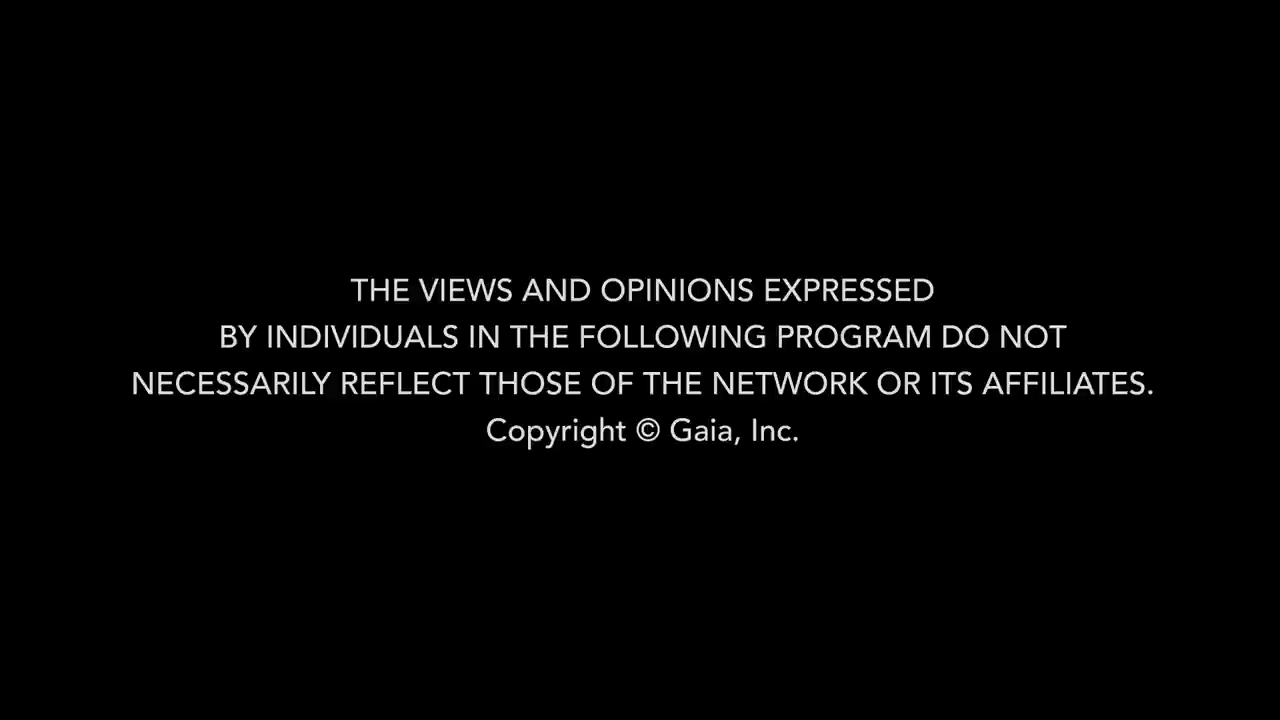 THE VIEWS AND OPINIONS EXPRESSED
BY INDIVIDUALS IN THE FOLLOWING PROGRAM DO NOT
NECESSARILY REFLECT THOSE OF THE NETWORK OR ITS AFFILIATES.
Copyright © Gaia, Inc.